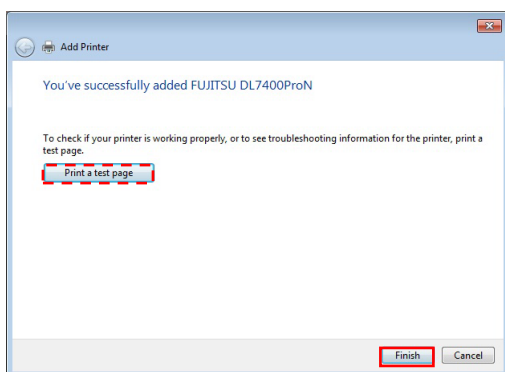 Add Printer
You've successfully added FUJITSU DL7400ProN
To check if your printer is working properly, or to see troubleshooting information for the printer, print a
test page.
Print a test page
Finish
Cancel